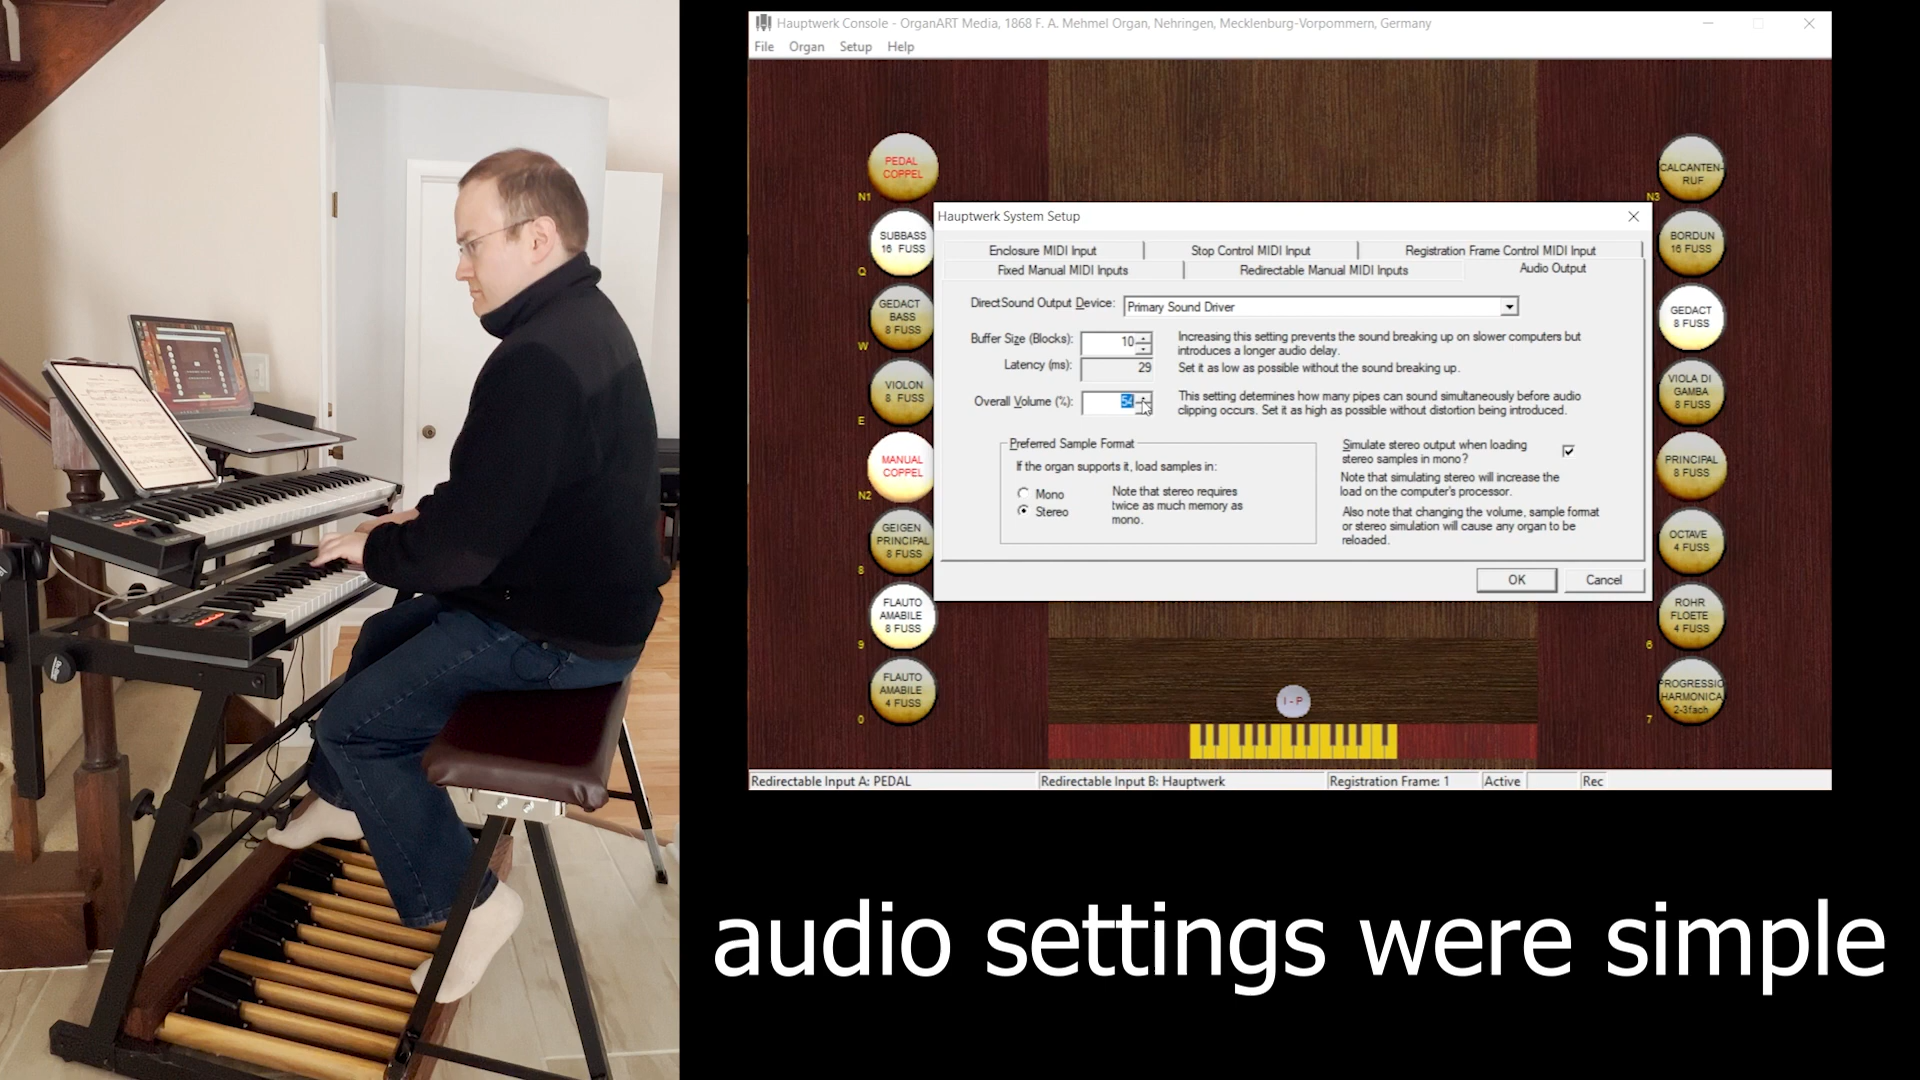 Hauptwerk Console - OrganART Media, 1868 F. A. Mehmel Organ, Nehringen, Mecklenburg-Vorpommern, Germany
File Organ Setup Help
PEDAL
COPPEL
N1
SUBBASS
16 FUSS
Q
GEDACT
BASS
8 FUSS
W
VIOLON
8 FUSS
E
MANUAL
COPPEL
N2
GEIGEN
PRINCIPAL
8 FUSS
8
FLAUTO
AMABILE
8 FUSS
9
FLAUTO
AMABILE
4 FUSS
0
Hauptwerk System Setup
Enclosure MIDI Input
Stop Control MIDI Input
Registration Frame Control MIDI Input
Fixed Manual MIDI Inputs
Redirectable Manual MIDI Inputs
Audio Output
DirectSound Output Device: Primary Sound Driver
Buffer Size (Blocks): 10
Increasing this setting prevents the sound breaking up on slower computers but
introduces a longer audio delay.
Latency (ms): 29
Set it as low as possible without the sound breaking up.
Overall Volume (%): 54
This setting determines how many pipes can sound simultaneously before audio
clipping occurs. Set it as high as possible without distortion being introduced.
Preferred Sample Format
If the organ supports it, load samples in:
Mono
Stereo
Note that stereo requires
twice as much memory as
mono.
Simulate stereo output when loading
stereo samples in mono?
Note that simulating stereo will increase the
load on the computer's processor.
Also note that changing the volume, sample format
or stereo simulation will cause any organ to be
reloaded.
OK
Cancel
CALCANTEN-
RUF
N3
BORDUN
16 FUSS
GEDACT
8 FUSS
VIOLA DI
GAMBA
8 FUSS
PRINCIPAL
8 FUSS
OCTAVE
4 FUSS
ROHR
FLOETE
4 FUSS
6
PROGRESSIO
HARMONICA
2-3fach
7
I - P
Redirectable Input A: PEDAL
Redirectable Input B: Hauptwerk
Registration Frame: 1
Active
Rec
audio settings were simple